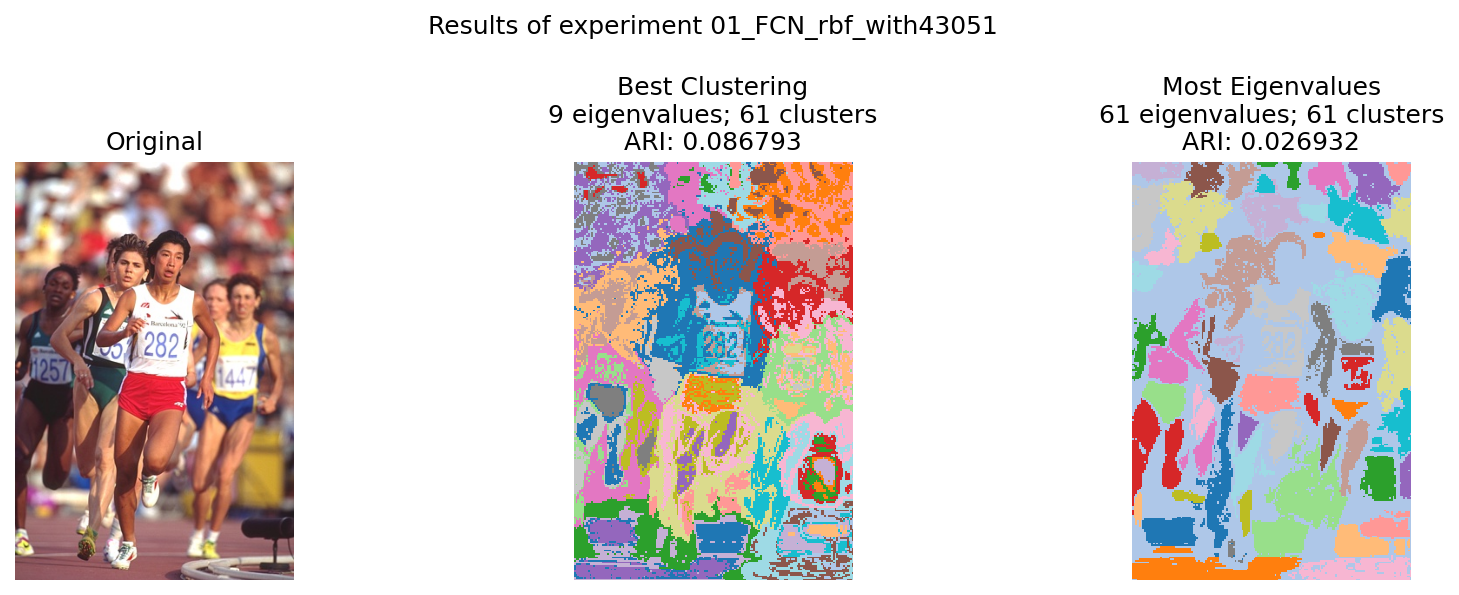 Results of experiment 01_FCN_rbf_with43051
Original
Best Clustering
9 eigenvalues; 61 clusters
ARI: 0.086793
Most Eigenvalues
61 eigenvalues; 61 clusters
ARI: 0.026932
Barcelona'92
282
1257
1447